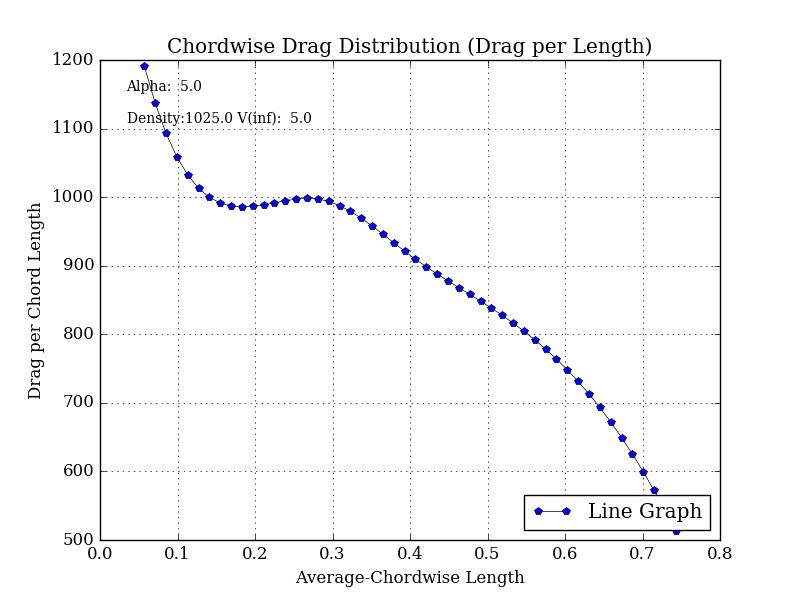 Chordwise Drag Distribution (Drag per Length)
1200
Alpha:  5.0
Density:1025.0 V(inf):  5.0
1100
1000
900
800
700
600
500
Drag per Chord Length
Line Graph
0.0 0.1 0.2 0.3 0.4 0.5 0.6 0.7 0.8
Average-Chordwise Length